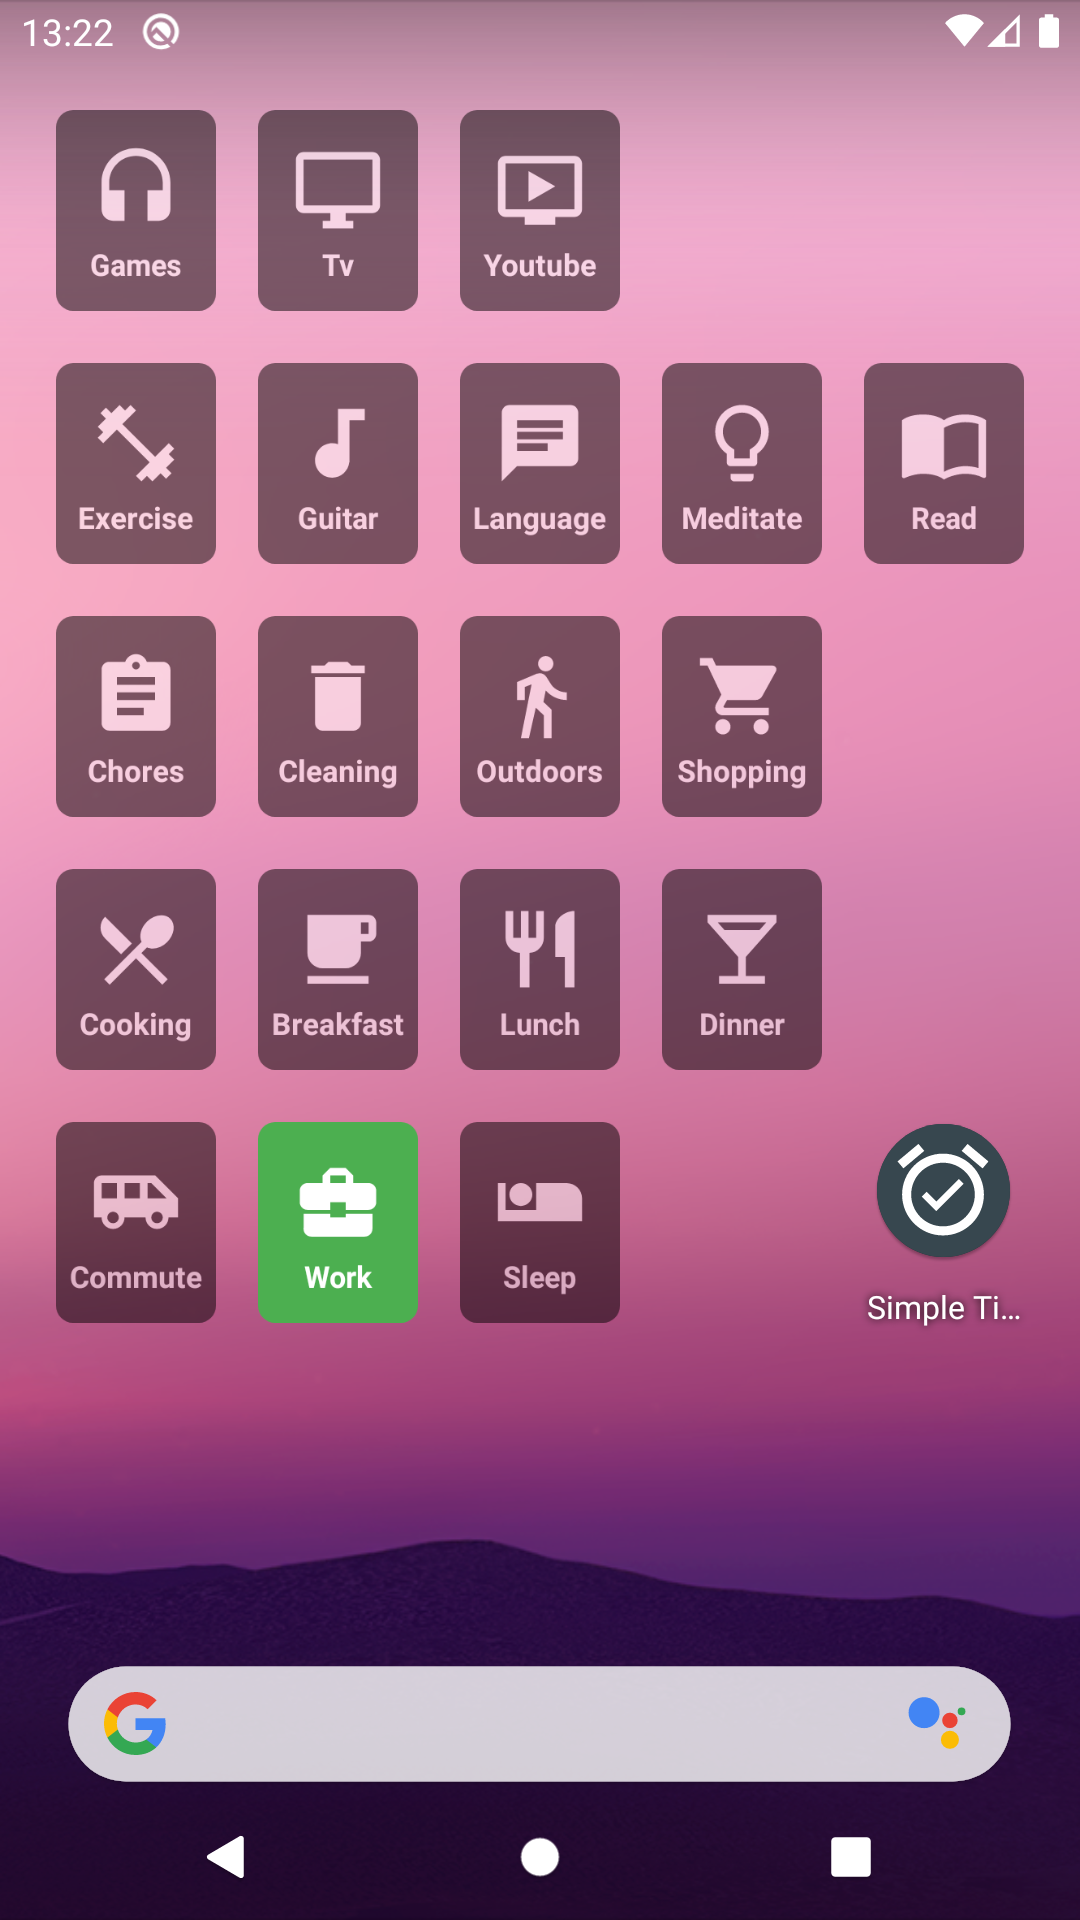 13:22
Games Tv Youtube
Exercise Guitar Language Meditate Read
Chores Cleaning Outdoors Shopping
Cooking Breakfast Lunch Dinner
Commute Work Sleep
Simple Ti...